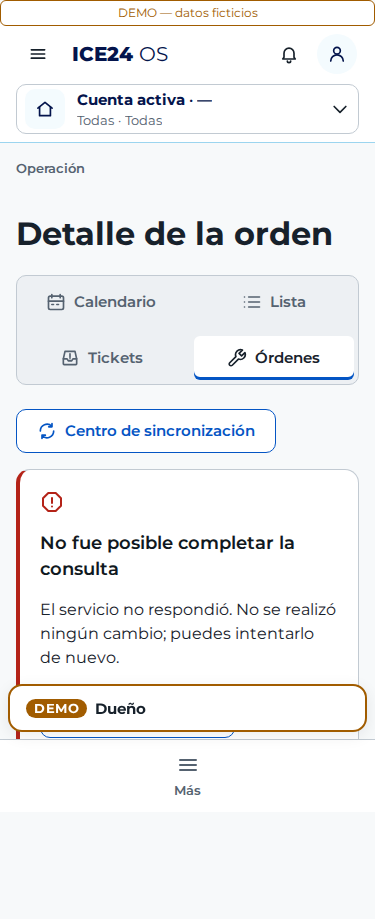 DEMO — datos ficticios
ICE24 OS
Cuenta activa · —
Todas · Todas
Operación
Detalle de la orden
Calendario
Lista
Tickets
Órdenes
Centro de sincronización
No fue posible completar la
consulta
El servicio no respondió. No se realizó
ningún cambio; puedes intentarlo
de nuevo.
DEMO Dueño
Más